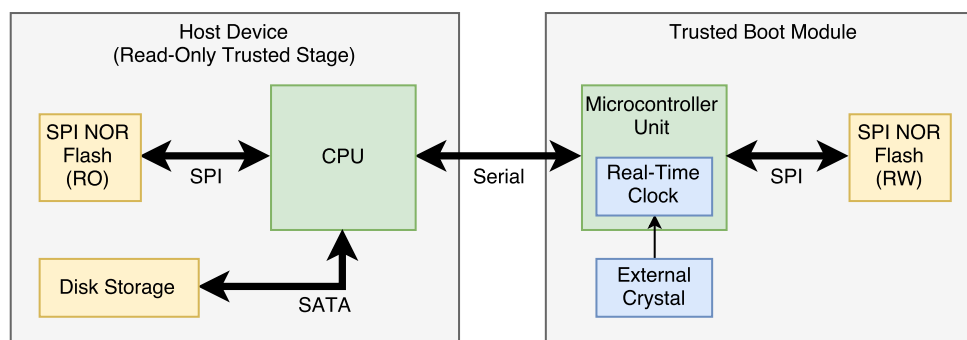 Host Device
(Read-Only Trusted Stage)
SPI NOR
Flash
(RO)
SPI
CPU
Disk Storage
SATA
Serial
Trusted Boot Module
Microcontroller
Unit
Real-Time
Clock
External
Crystal
SPI
SPI NOR
Flash
(RW)